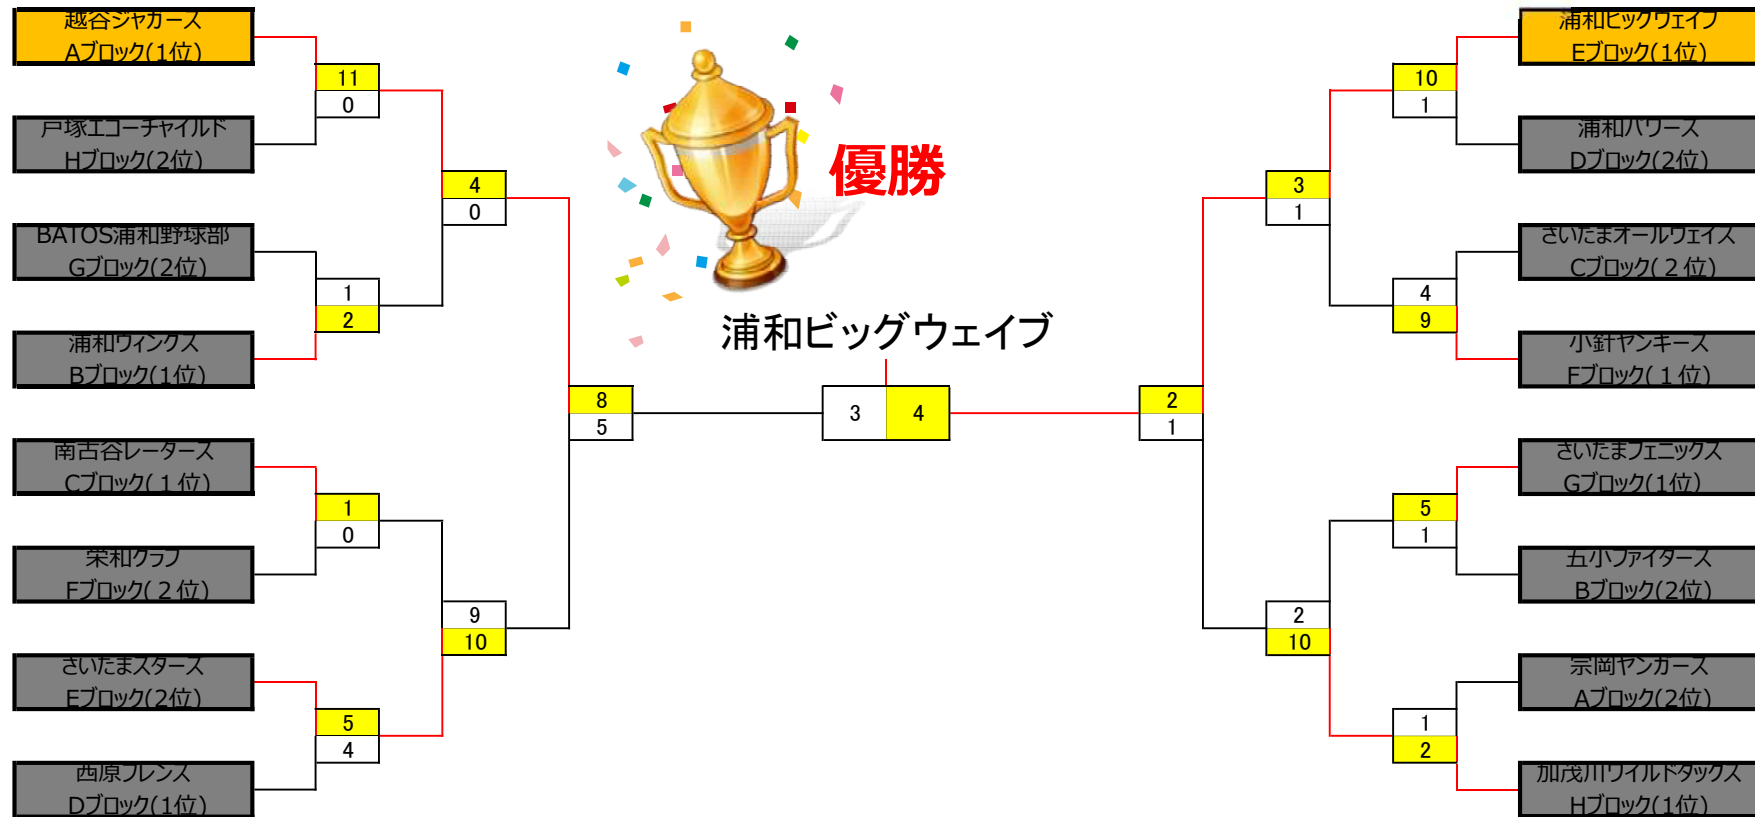 越谷ジャガーズ
Aブロック(1位)
11
0
戸塚エコーチャイルド
Hブロック(2位)
4
0
BATOS浦和野球部
Gブロック(2位)
1
2
浦和ウィングス
Bブロック(1位)
8
5
南古谷レーダース
Cブロック(１位)
1
0
栄和クラブ
Fブロック(２位)
9
10
さいたまスターズ
Eブロック(2位)
5
4
西原フレンズ
Dブロック(1位)
優勝
浦和ビッグウェイブ
3
4
浦和ビッグウェイブ
Eブロック(1位)
10
1
浦和パワーズ
Dブロック(2位)
3
1
さいたまオールウェイズ
Cブロック(２位)
4
9
小針ヤンキース
Fブロック(１位)
2
1
さいたまフェニックス
Gブロック(1位)
5
1
五小ファイターズ
Bブロック(2位)
2
10
宗岡ヤンガース
Aブロック(2位)
1
2
加茂川ワイルドダックス
Hブロック(1位)